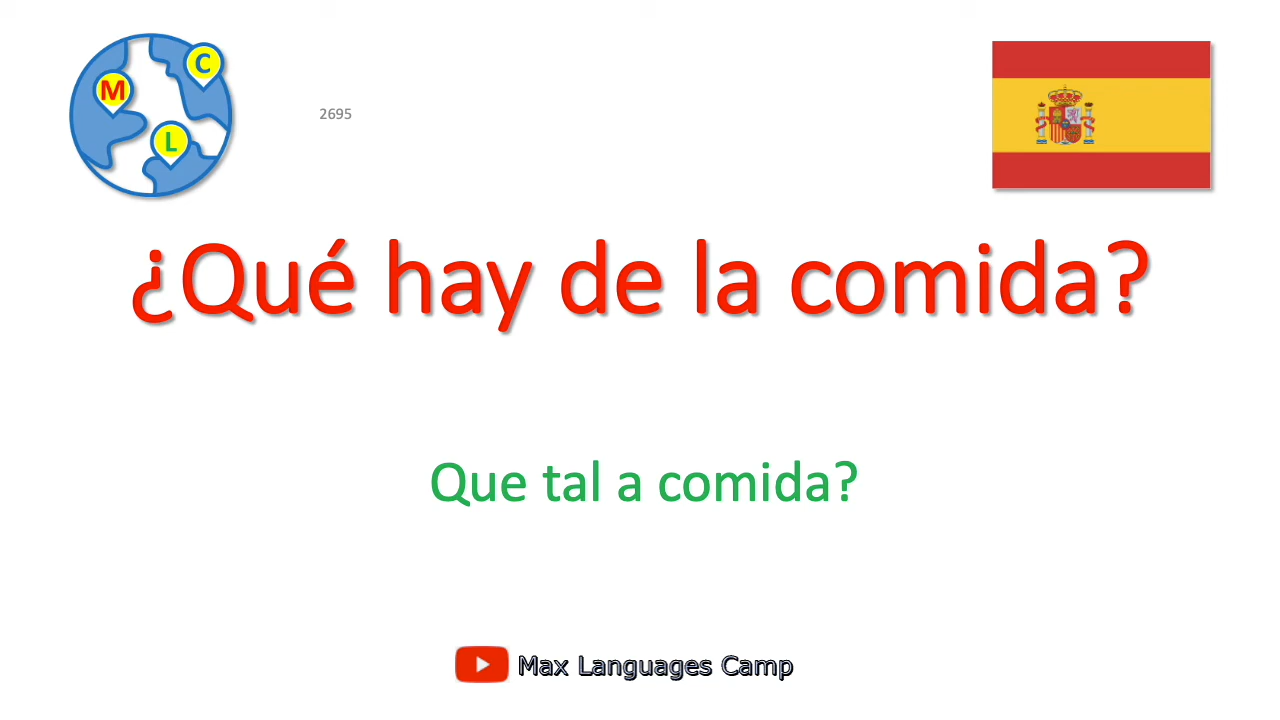 M
C
L
2695
¿Qué hay de la comida?
Que tal a comida?
Max Languages Camp